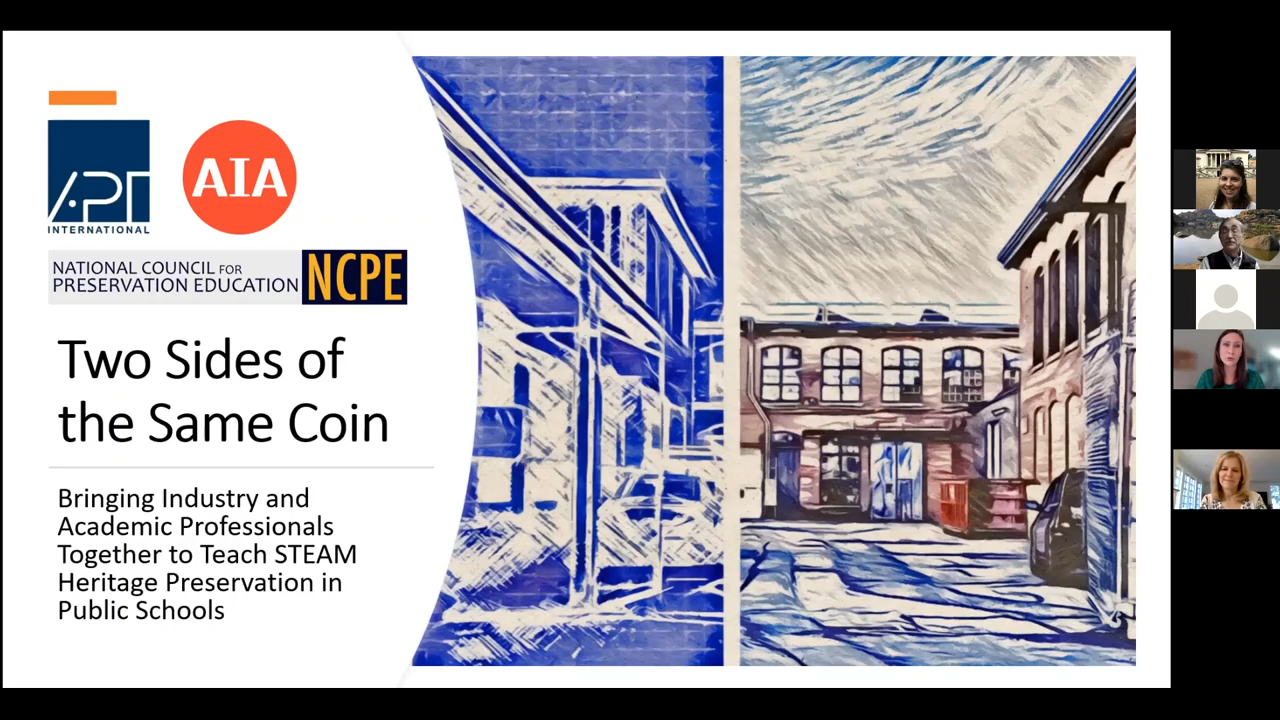 APT
INTERNATIONAL
AIA
NATIONAL COUNCIL FOR
PRESERVATION EDUCATION
NCPE
Two Sides of
the Same Coin
Bringing Industry and
Academic Professionals
Together to Teach STEAM
Heritage Preservation in
Public Schools